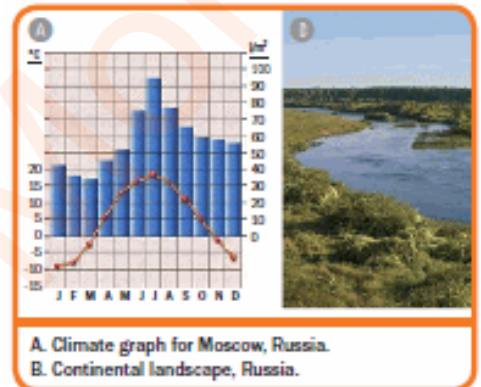 A B
°C l/m²
100
90
80
70
60
50
20 40
15 30
10 20
5 10
0 0
-5
-10
-15
J F M A M J J A S O N D
A. Climate graph for Moscow, Russia.
B. Continental landscape, Russia.